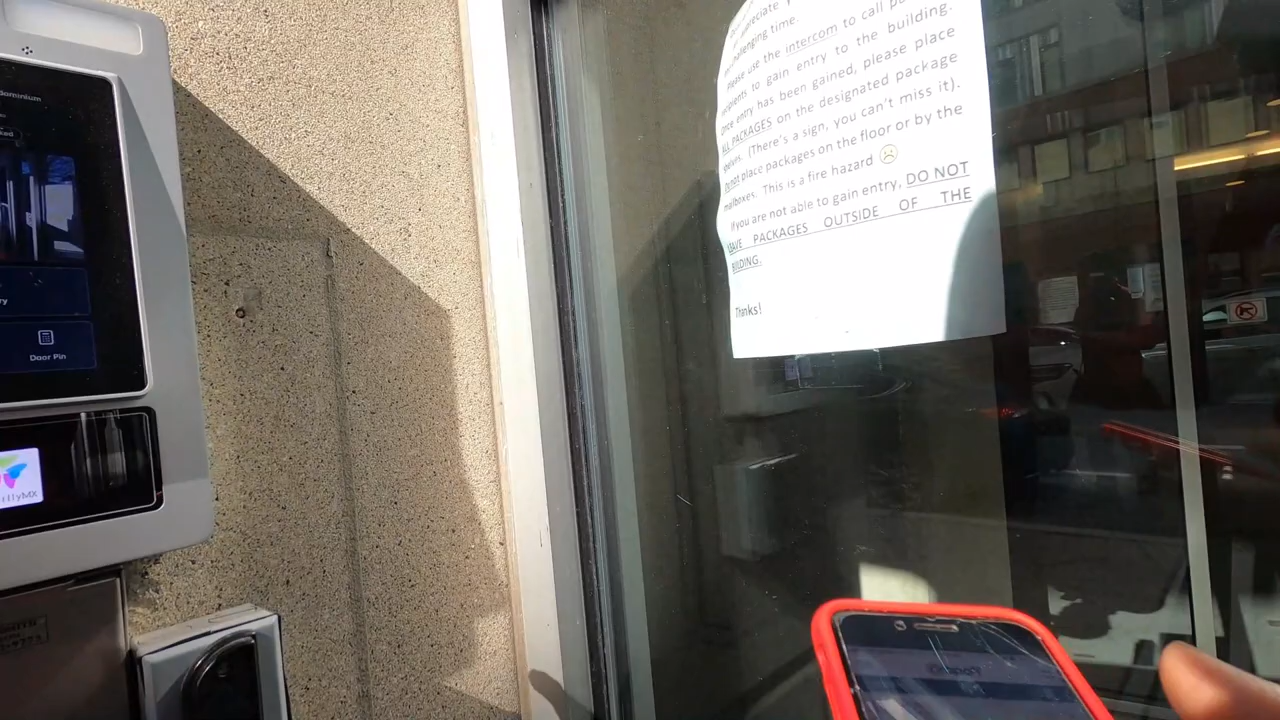 Door Pin
challenging time.
Please use the intercom to call
recipients to gain entry to the building.
Once entry has been gained, please place
ALL PACKAGES on the designated package
shelves. (There's a sign, you can't miss it).
Do not place packages on the floor or by the
mailboxes. This is a fire hazard ☹
If you are not able to gain entry, DO NOT
LEAVE PACKAGES OUTSIDE OF THE
BUILDING.
Thanks!